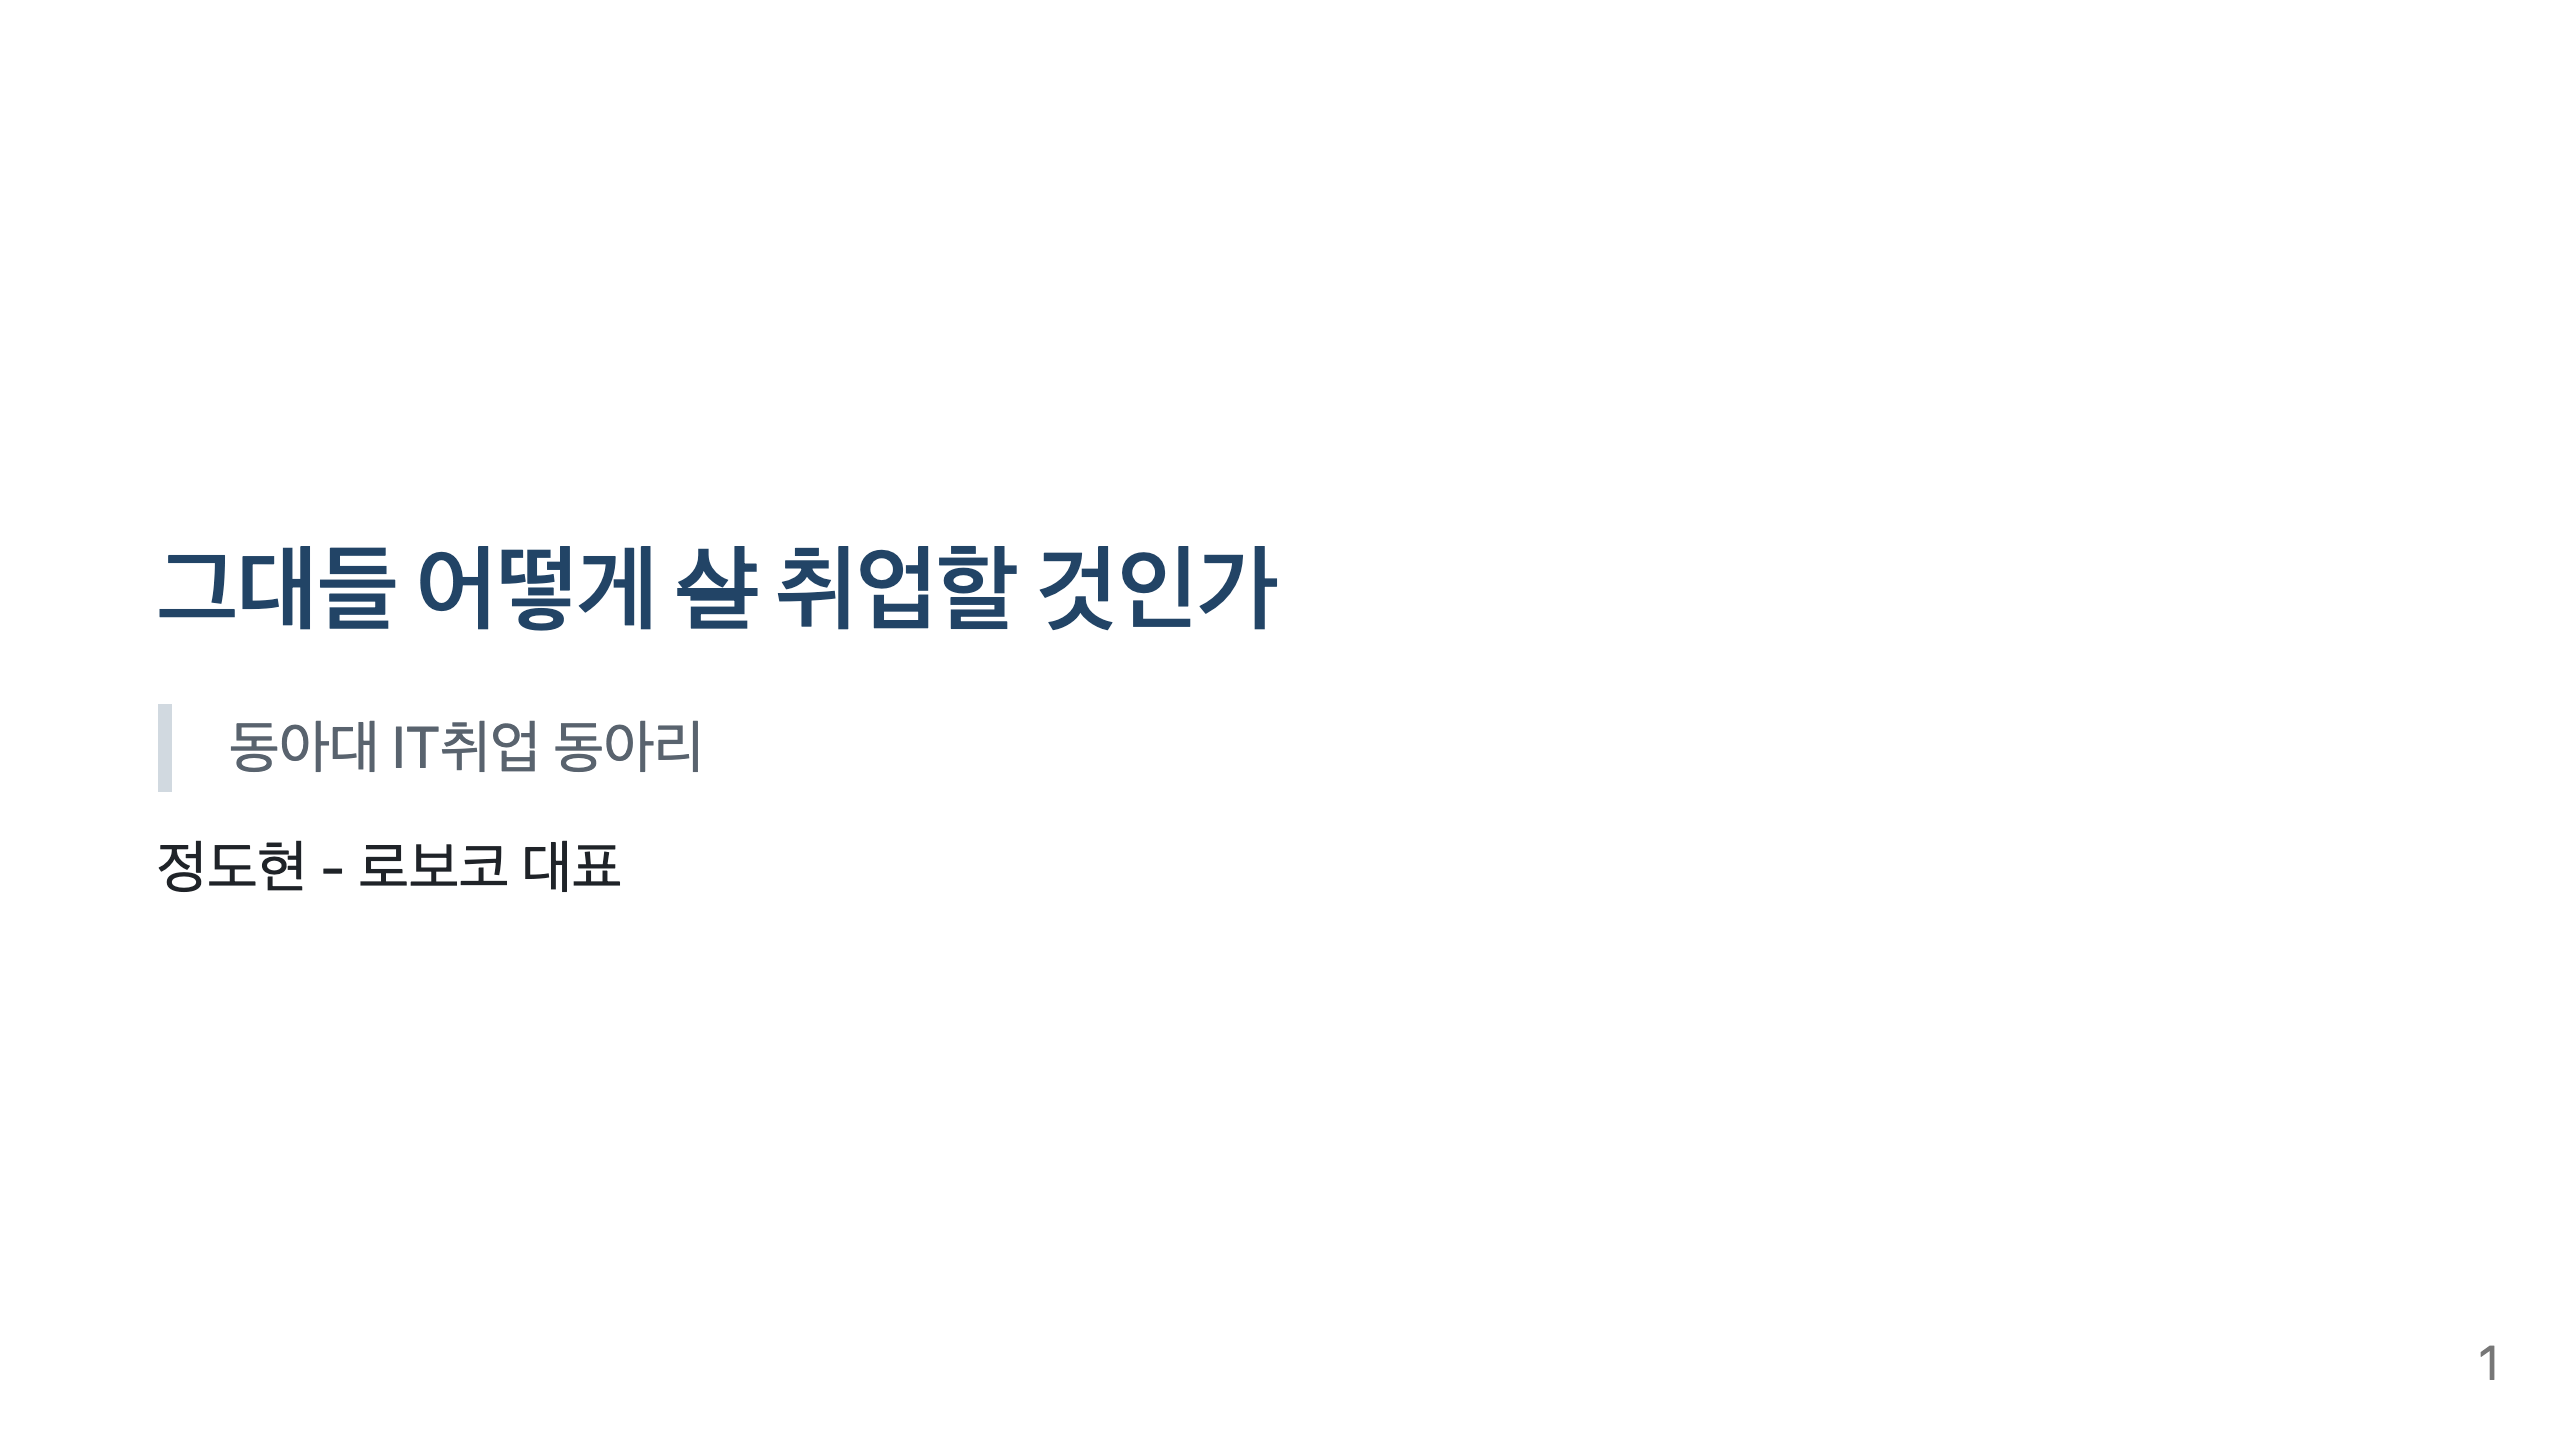 그대들 어떻게 살 취업할 것인가
동아대 IT취업 동아리
정도현 - 로보코 대표
1